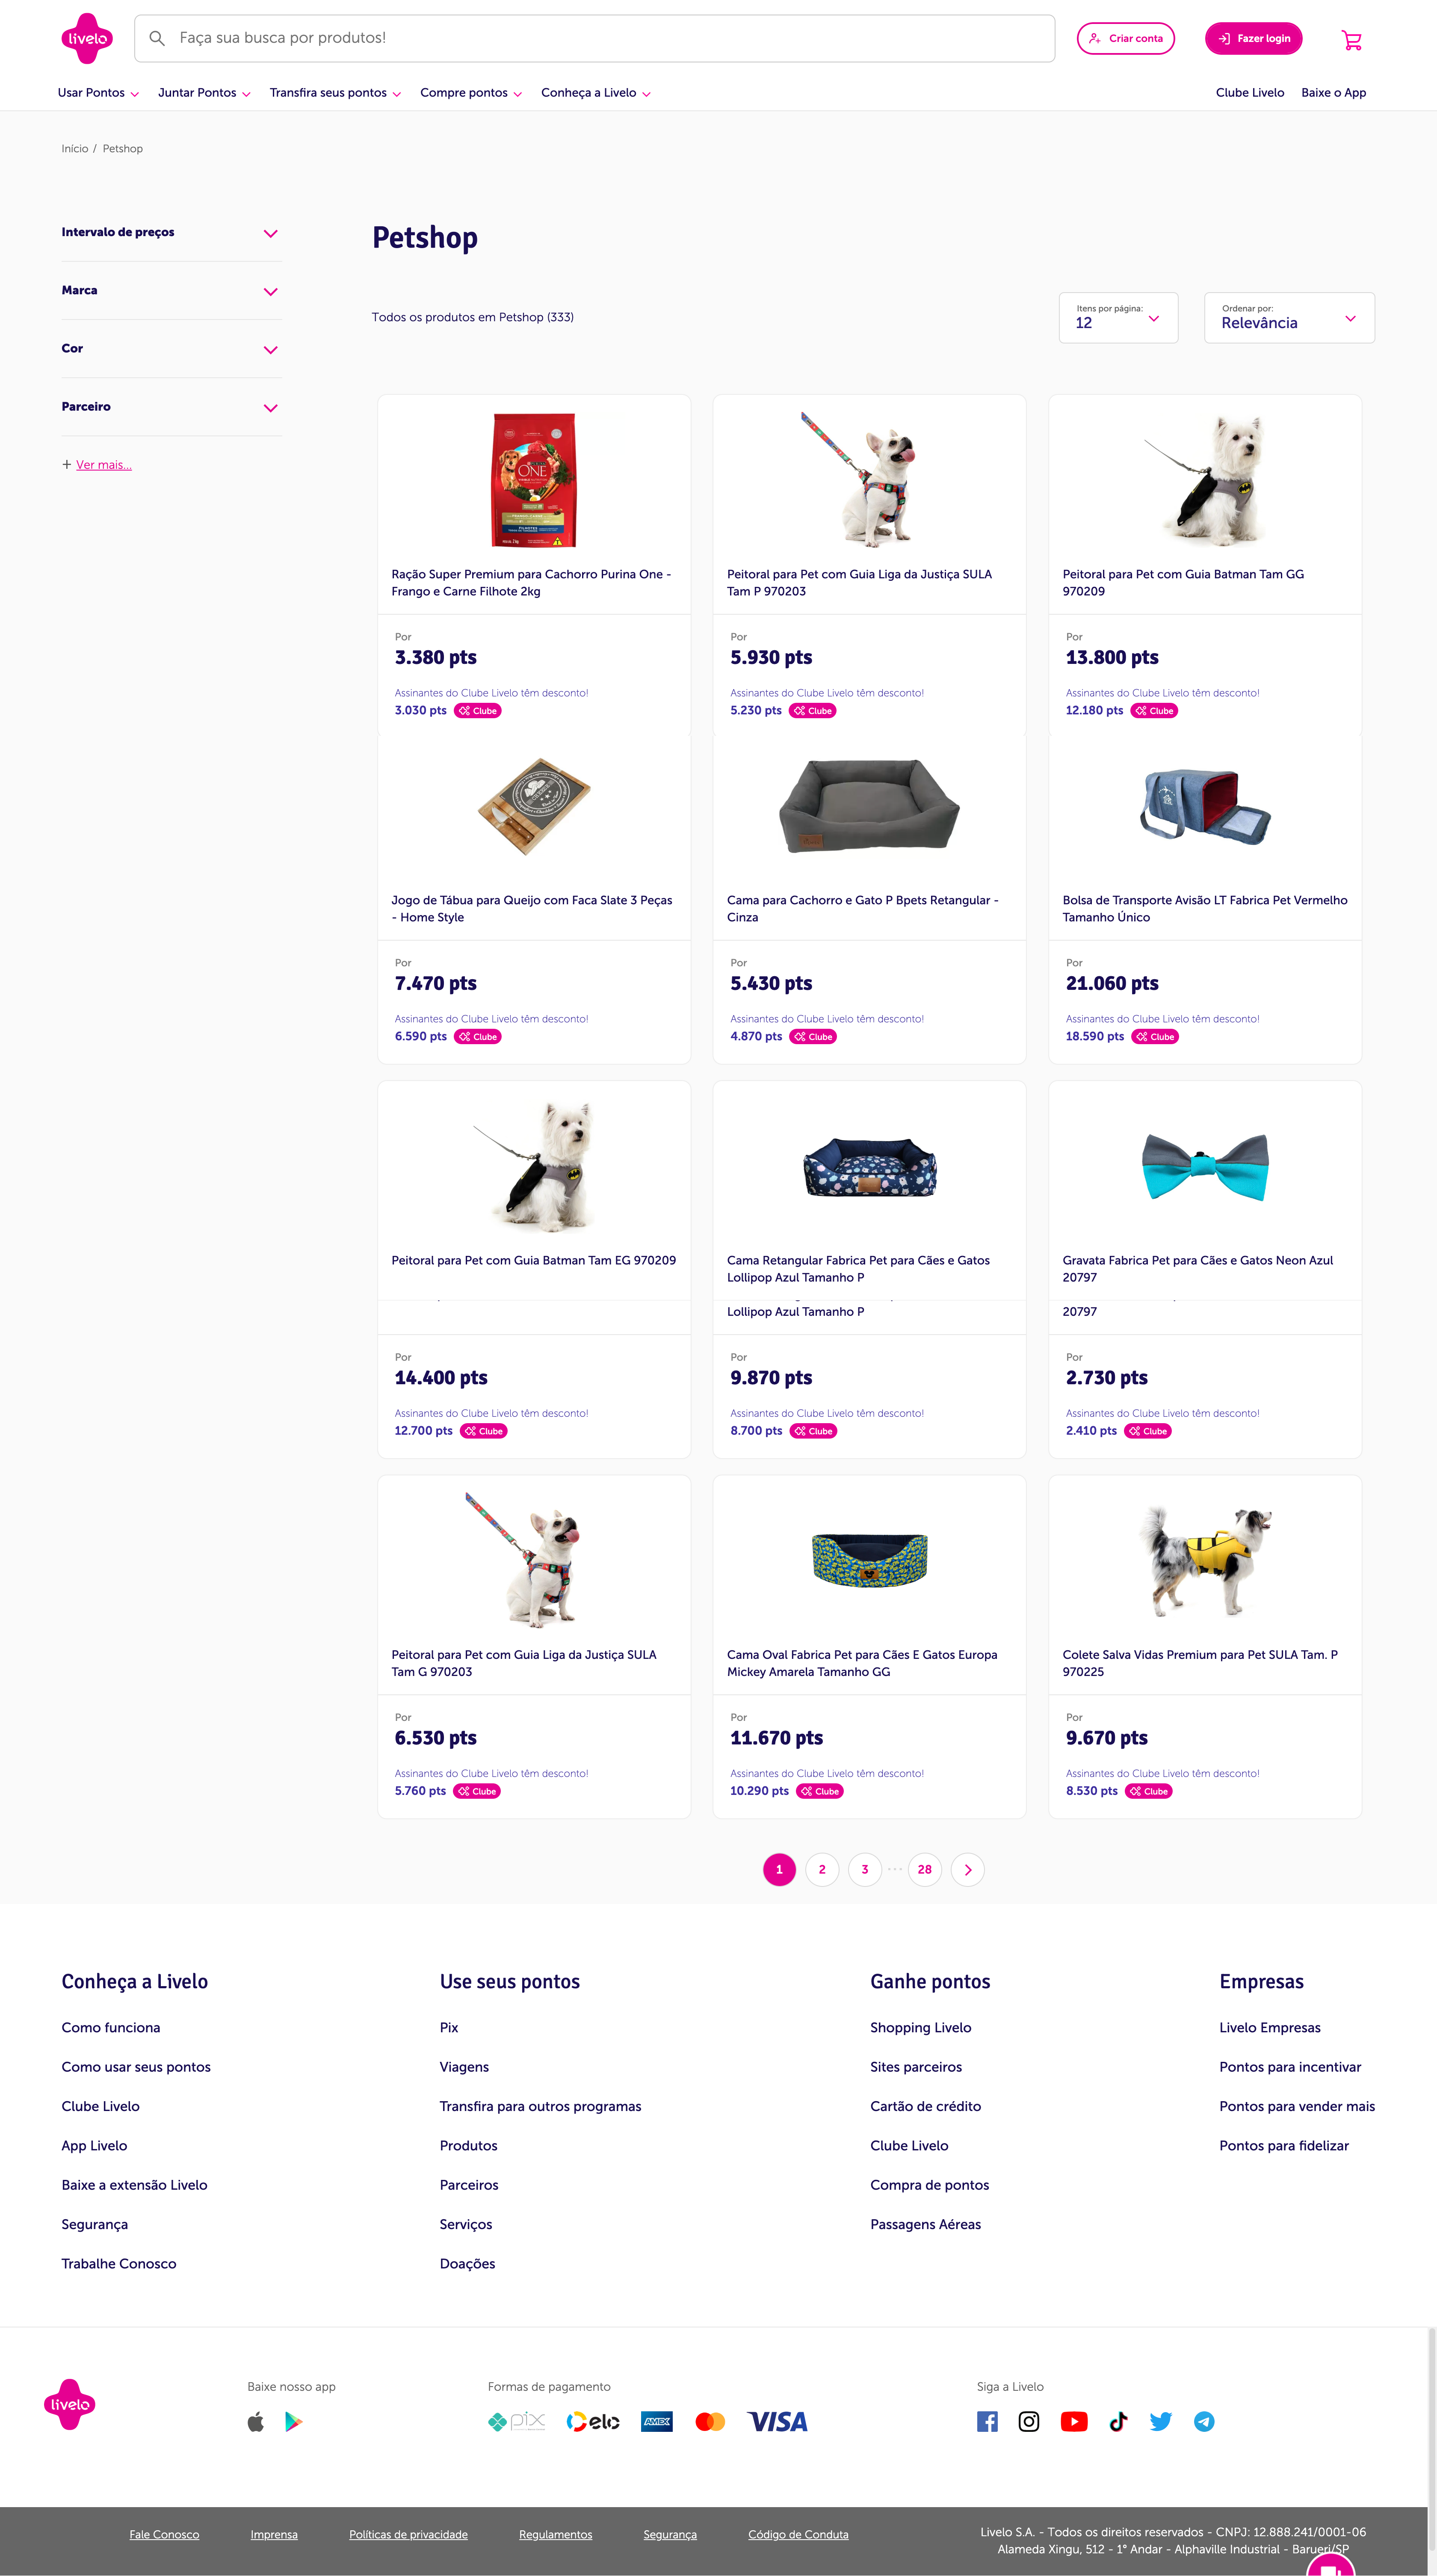 livelo
Faça sua busca por produtos!
Criar conta
Fazer login
Usar Pontos
Juntar Pontos
Transfira seus pontos
Compre pontos
Conheça a Livelo
Clube Livelo
Baixe o App
Início / Petshop
Intervalo de preços
Marca
Cor
Parceiro
+ Ver mais...
Petshop
Todos os produtos em Petshop (333)
Itens por página:
12
Ordenar por:
Relevância
ONE
Ração Super Premium para Cachorro Purina One -
Frango e Carne Filhote 2kg
Por
3.380 pts
Assinantes do Clube Livelo têm desconto!
3.030 pts Clube
Peitoral para Pet com Guia Liga da Justiça SULA
Tam P 970203
Por
5.930 pts
Assinantes do Clube Livelo têm desconto!
5.230 pts Clube
Peitoral para Pet com Guia Batman Tam GG
970209
Por
13.800 pts
Assinantes do Clube Livelo têm desconto!
12.180 pts Clube
Jogo de Tábua para Queijo com Faca Slate 3 Peças
- Home Style
Por
7.470 pts
Assinantes do Clube Livelo têm desconto!
6.590 pts Clube
Cama para Cachorro e Gato P Bpets Retangular -
Cinza
Por
5.430 pts
Assinantes do Clube Livelo têm desconto!
4.870 pts Clube
Bolsa de Transporte Avisão LT Fabrica Pet Vermelho
Tamanho Único
Por
21.060 pts
Assinantes do Clube Livelo têm desconto!
18.590 pts Clube
Peitoral para Pet com Guia Batman Tam EG 970209
Por
14.400 pts
Assinantes do Clube Livelo têm desconto!
12.700 pts Clube
Cama Retangular Fabrica Pet para Cães e Gatos
Lollipop Azul Tamanho P
Lollipop Azul Tamanho P
Por
9.870 pts
Assinantes do Clube Livelo têm desconto!
8.700 pts Clube
Gravata Fabrica Pet para Cães e Gatos Neon Azul
20797
20797
Por
2.730 pts
Assinantes do Clube Livelo têm desconto!
2.410 pts Clube
Peitoral para Pet com Guia Liga da Justiça SULA
Tam G 970203
Por
6.530 pts
Assinantes do Clube Livelo têm desconto!
5.760 pts Clube
Cama Oval Fabrica Pet para Cães E Gatos Europa
Mickey Amarela Tamanho GG
Por
11.670 pts
Assinantes do Clube Livelo têm desconto!
10.290 pts Clube
Colete Salva Vidas Premium para Pet SULA Tam. P
970225
Por
9.670 pts
Assinantes do Clube Livelo têm desconto!
8.530 pts Clube
1 2 3 ... 28
Conheça a Livelo
Como funciona
Como usar seus pontos
Clube Livelo
App Livelo
Baixe a extensão Livelo
Segurança
Trabalhe Conosco
Use seus pontos
Pix
Viagens
Transfira para outros programas
Produtos
Parceiros
Serviços
Doações
Ganhe pontos
Shopping Livelo
Sites parceiros
Cartão de crédito
Clube Livelo
Compra de pontos
Passagens Aéreas
Empresas
Livelo Empresas
Pontos para incentivar
Pontos para vender mais
Pontos para fidelizar
livelo
Baixe nosso app
Formas de pagamento
pix
elo
AMEX
VISA
Siga a Livelo
Fale Conosco
Imprensa
Políticas de privacidade
Regulamentos
Segurança
Código de Conduta
Livelo S.A. - Todos os direitos reservados - CNPJ: 12.888.241/0001-06
Alameda Xingu, 512 - 1° Andar - Alphaville Industrial - Barueri/SP